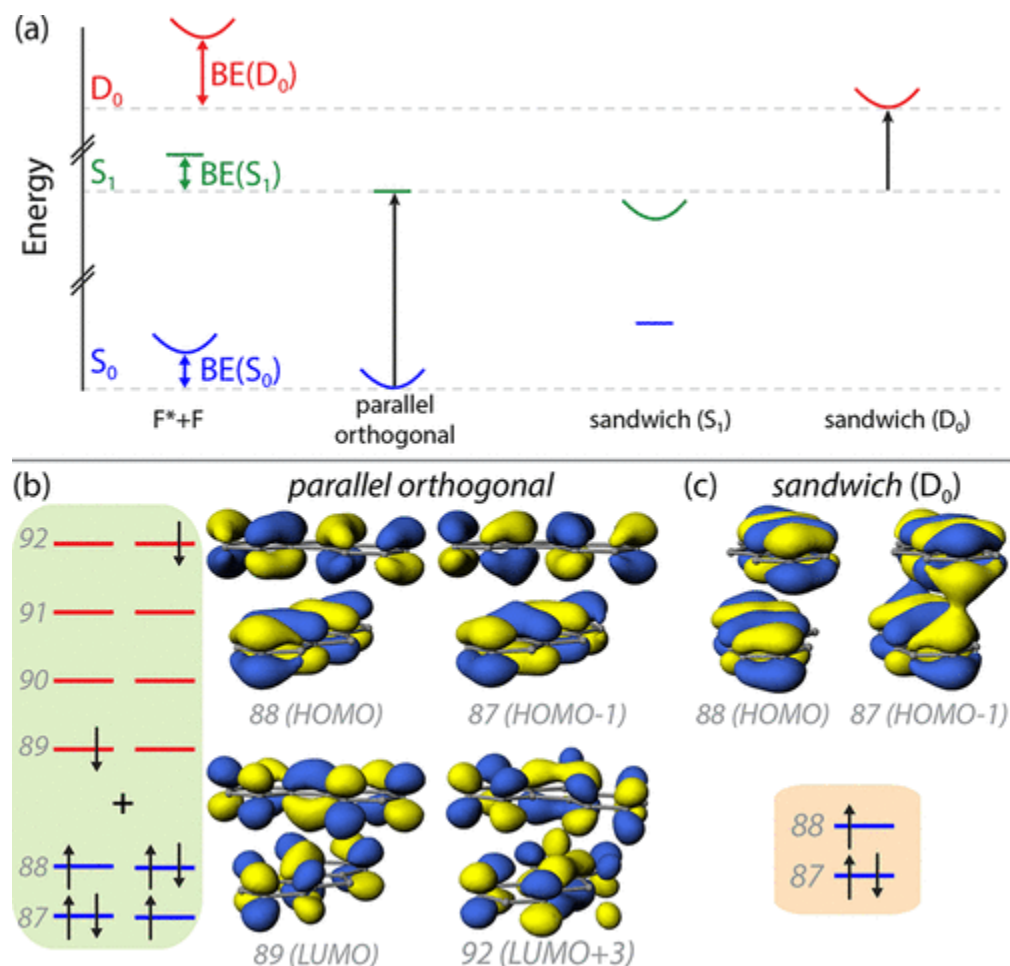 (a)
BE(D₀)
D₀
S₁
BE(S₁)
Energy
S₀
BE(S₀)
F*+F
parallel
orthogonal
sandwich (S₁)
sandwich (D₀)
(b)
parallel orthogonal
(c)
sandwich (D₀)
92
91
90
89
+
88
87
88 (HOMO)
87 (HOMO-1)
89 (LUMO)
92 (LUMO+3)
88 (HOMO)
87 (HOMO-1)
88
87